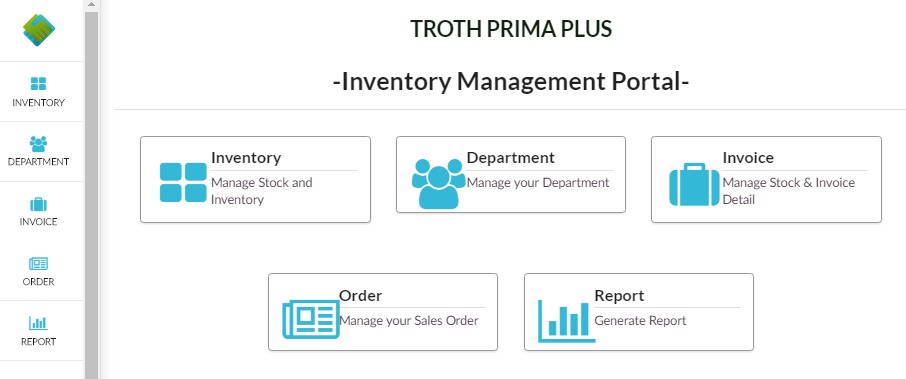 TROTH PRIMA PLUS
-Inventory Management Portal-
INVENTORY
DEPARTMENT
INVOICE
ORDER
REPORT
Inventory
Manage Stock and
Inventory
Department
Manage your Department
Invoice
Manage Stock & Invoice
Detail
Order
Manage your Sales Order
Report
Generate Report